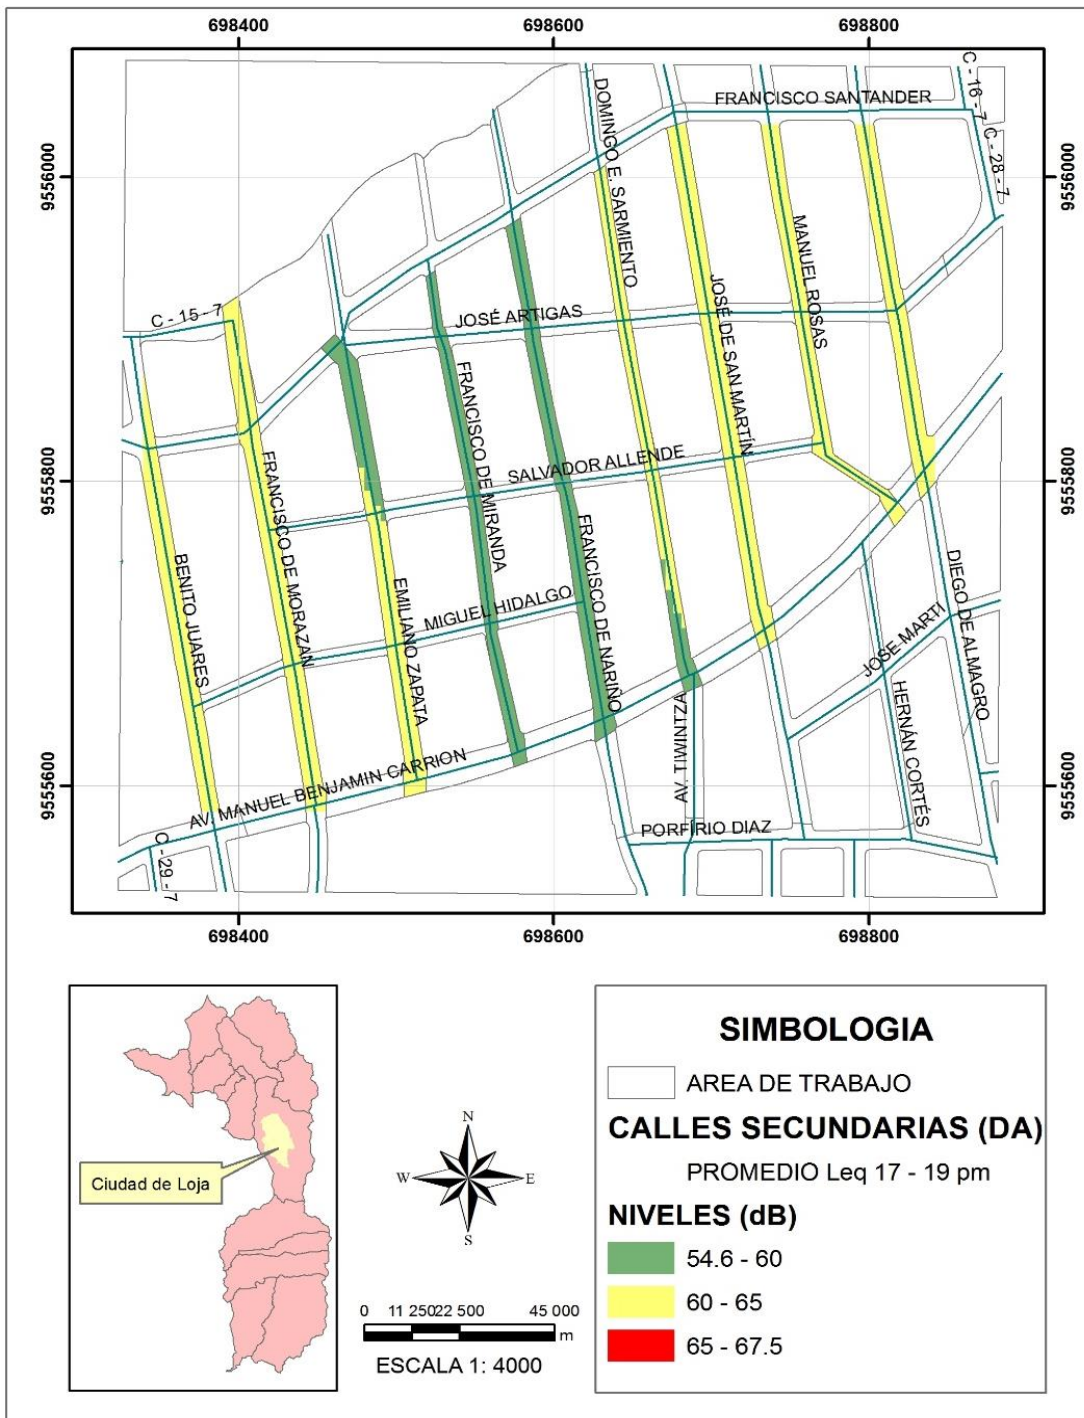 698400
698600
698800
9556000
9556000
FRANCISCO SANTANDER
C - 16 - 7
C - 28 - 7
DOMINGO E. SARMIENTO
MANUEL ROSAS
JOSÉ DE SAN MARTÍN
C - 15 - 7
JOSÉ ARTIGAS
FRANCISCO DE MIRANDA
SALVADOR ALLENDE
9555800
9555800
FRANCISCO DE MORAZAN
FRANCISCO DE NARIÑO
BENITO JUARES
EMILIANO ZAPATA
MIGUEL HIDALGO
DIEGO DE ALMAGRO
JOSE MARTI
HERNÁN CORTÉS
AV. TIWINTZA
AV. MANUEL BENJAMIN CARRION
9555600
9555600
PORFÍRIO DIAZ
C - 29 - 7
698400
698600
698800
Ciudad de Loja
N
W
E
S
0 11 250 22 500 45 000
m
ESCALA 1: 4000
SIMBOLOGIA
AREA DE TRABAJO
CALLES SECUNDARIAS (DA)
PROMEDIO Leq 17 - 19 pm
NIVELES (dB)
54.6 - 60
60 - 65
65 - 67.5